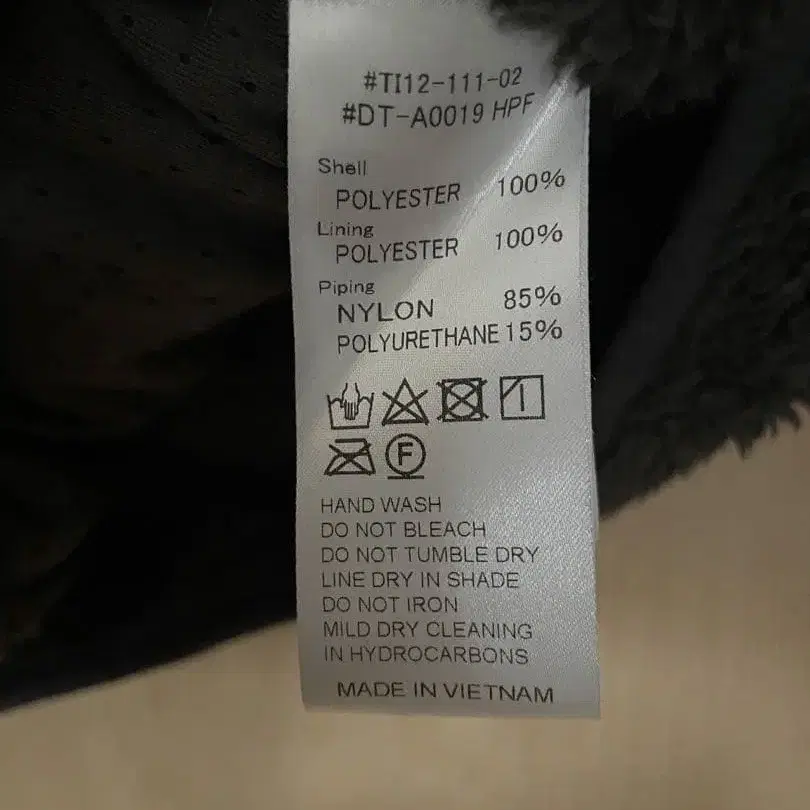 #TI12-111-02
#DT-A0019 HPF
Shell
POLYESTER 100%
Lining
POLYESTER 100%
Piping
NYLON 85%
POLYURETHANE 15%
F
HAND WASH
DO NOT BLEACH
DO NOT TUMBLE DRY
LINE DRY IN SHADE
DO NOT IRON
MILD DRY CLEANING
IN HYDROCARBONS
MADE IN VIETNAM